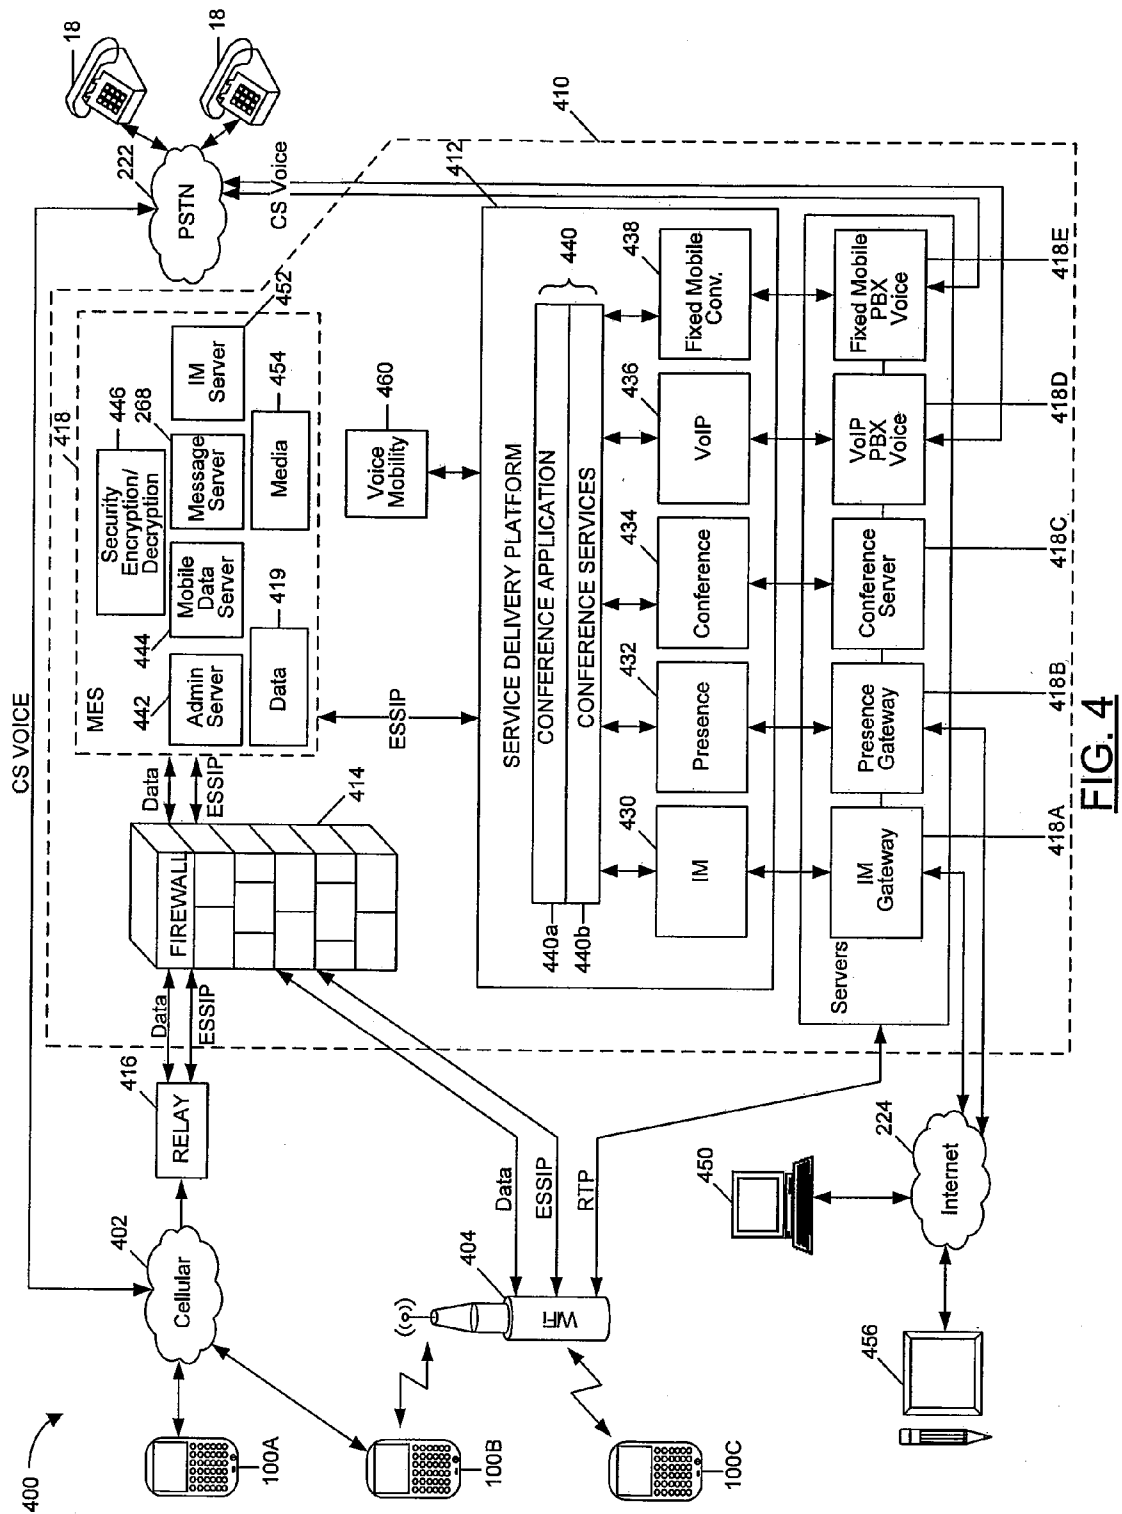 400
CS VOICE
100A
100B
100C
402
Cellular
416
RELAY
Data
ESSIP
FIREWALL
414
Data
ESSIP
404
WiFi
Data
ESSIP
RTP
418
MES
442
Admin
Server
444
Mobile
Data
Server
446
Security
Encryption/
Decryption
268
Message
Server
452
IM
Server
419
Data
454
Media
ESSIP
460
Voice
Mobility
222
PSTN
18
18
CS Voice
410
412
SERVICE DELIVERY PLATFORM
CONFERENCE APPLICATION
CONFERENCE SERVICES
440
440a
440b
430
IM
432
Presence
434
Conference
436
VoIP
438
Fixed Mobile
Conv.
Servers
IM
Gateway
Presence
Gateway
Conference
Server
VoIP
PBX
Voice
Fixed Mobile
PBX
Voice
418A
418B
418C
418D
418E
450
224
Internet
456
FIG. 4